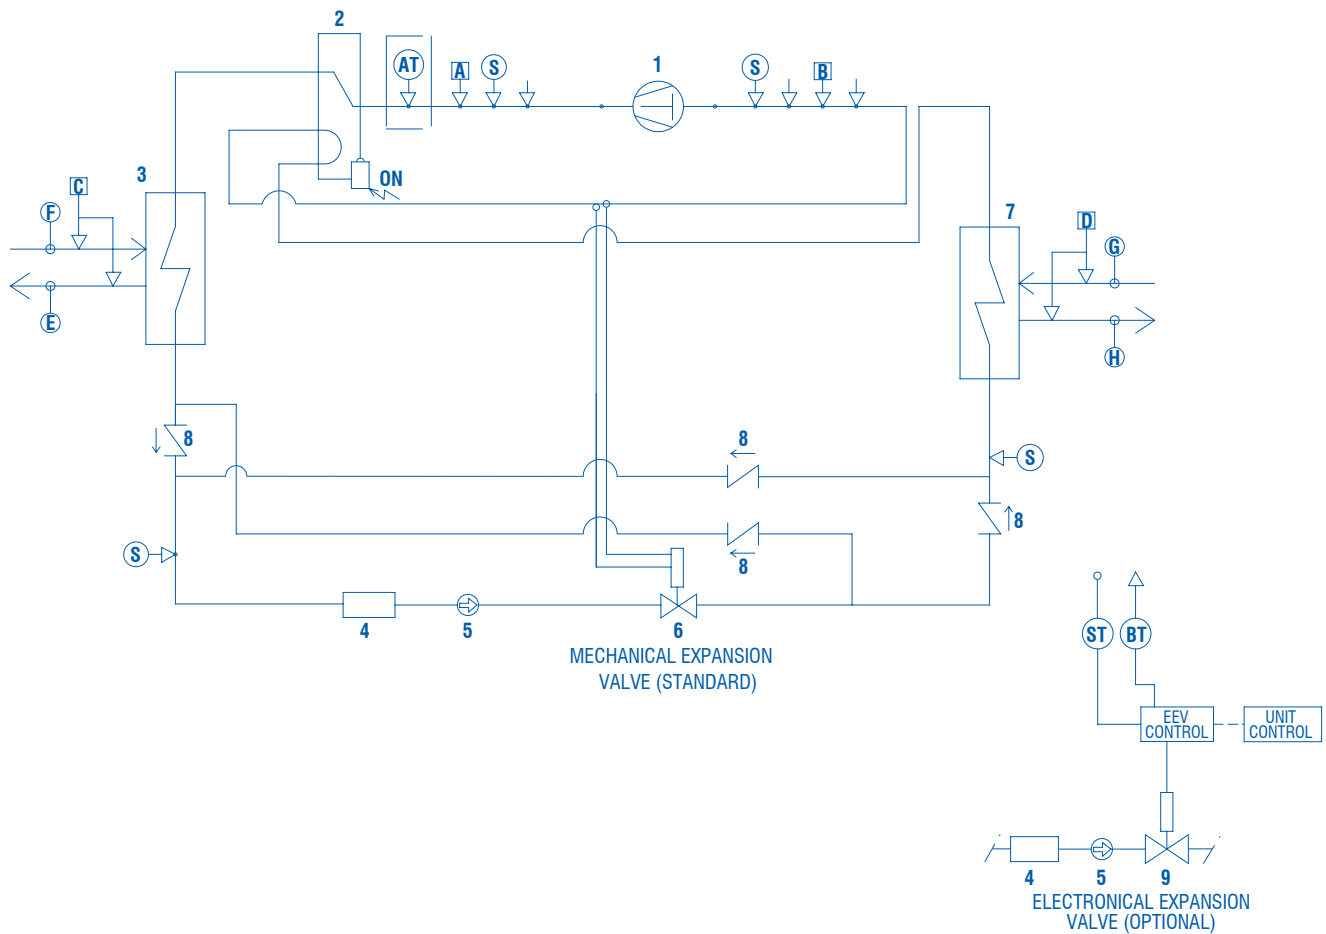 2
1
AT
A
S
S
B
ON
3
C
F
E
7
D
G
H
8
8
S
8
S
8
4
5
6
MECHANICAL EXPANSION
VALVE (STANDARD)
ST
BT
EEV
CONTROL
UNIT
CONTROL
4
5
9
ELECTRONICAL EXPANSION
VALVE (OPTIONAL)